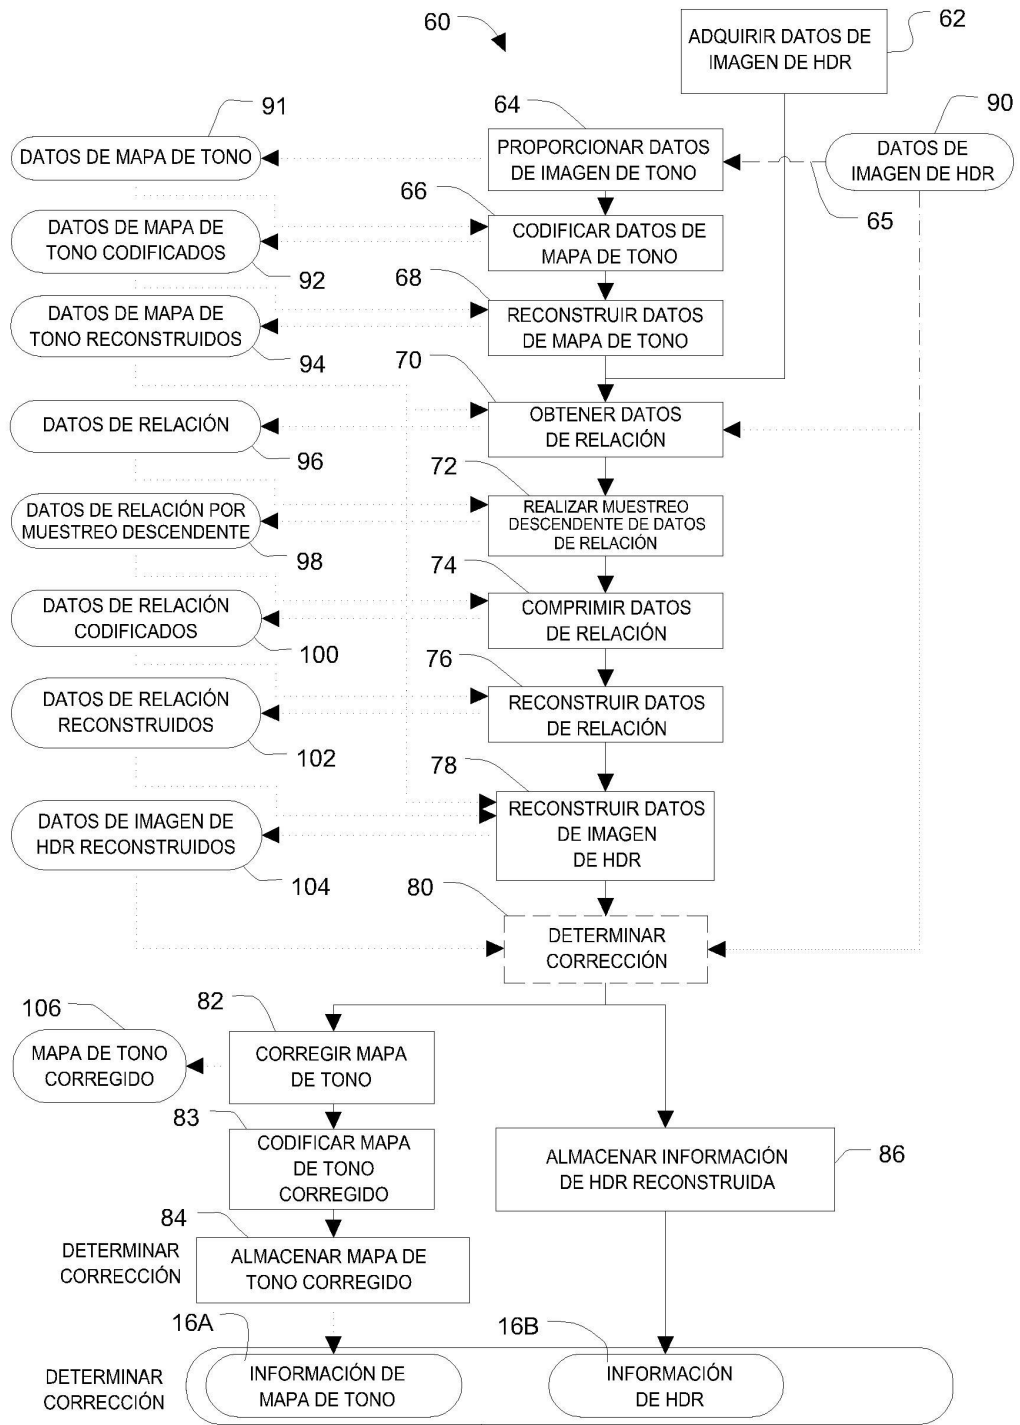 60
62
ADQUIRIR DATOS DE
IMAGEN DE HDR
91
64
90
DATOS DE MAPA DE TONO
PROPORCIONAR DATOS
DE IMAGEN DE TONO
DATOS DE
IMAGEN DE HDR
66
65
DATOS DE MAPA DE
TONO CODIFICADOS
CODIFICAR DATOS DE
MAPA DE TONO
92
68
DATOS DE MAPA DE
TONO RECONSTRUIDOS
RECONSTRUIR DATOS
DE MAPA DE TONO
94
70
DATOS DE RELACIÓN
OBTENER DATOS
DE RELACIÓN
96
72
DATOS DE RELACIÓN POR
MUESTREO DESCENDENTE
REALIZAR MUESTREO
DESCENDENTE DE DATOS
DE RELACIÓN
98
74
DATOS DE RELACIÓN
CODIFICADOS
COMPRIMIR DATOS
DE RELACIÓN
100
76
DATOS DE RELACIÓN
RECONSTRUIDOS
RECONSTRUIR DATOS
DE RELACIÓN
102
78
DATOS DE IMAGEN DE
HDR RECONSTRUIDOS
RECONSTRUIR DATOS
DE IMAGEN
DE HDR
104
80
DETERMINAR
CORRECCIÓN
106
82
MAPA DE TONO
CORREGIDO
CORREGIR MAPA
DE TONO
83
CODIFICAR MAPA
DE TONO
CORREGIDO
ALMACENAR INFORMACIÓN
DE HDR RECONSTRUIDA
86
84
DETERMINAR
CORRECCIÓN
ALMACENAR MAPA DE
TONO CORREGIDO
16A
16B
DETERMINAR
CORRECCIÓN
INFORMACIÓN DE
MAPA DE TONO
INFORMACIÓN
DE HDR